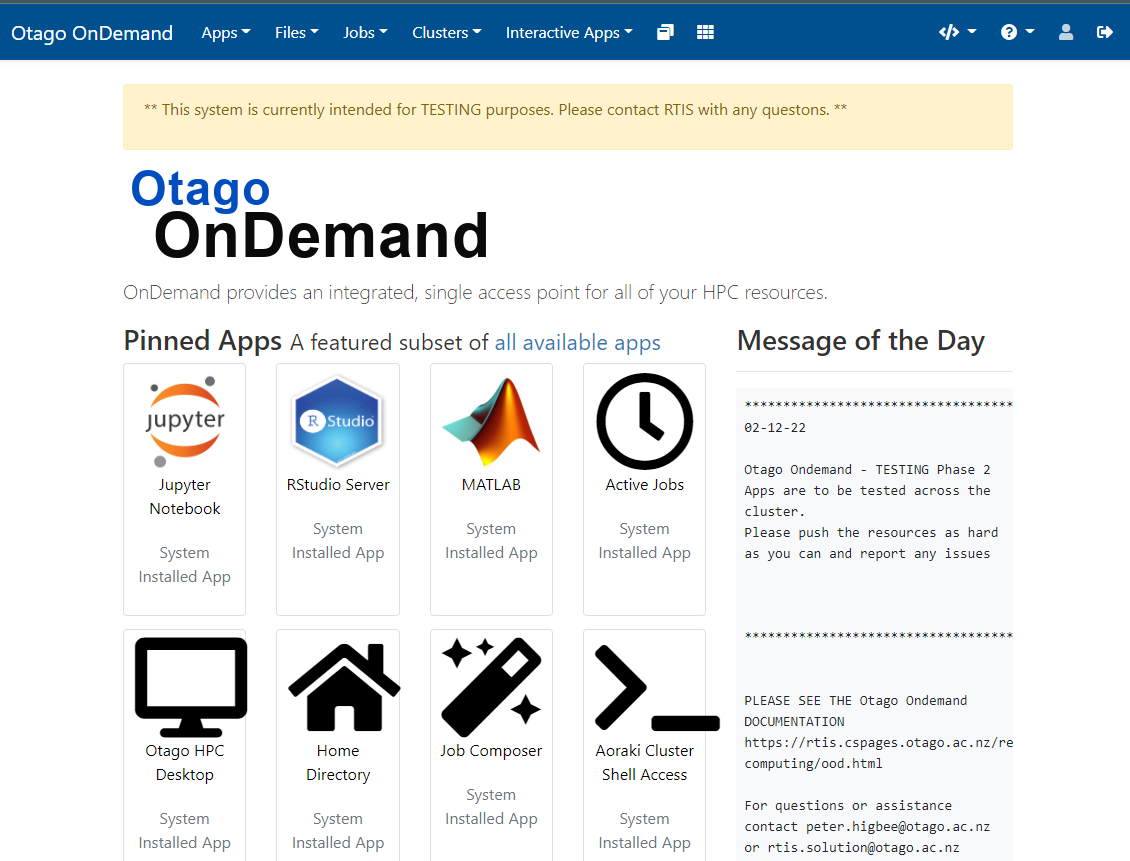 Otago OnDemand Apps Files Jobs Clusters Interactive Apps
** This system is currently intended for TESTING purposes. Please contact RTIS with any questons. **
Otago
OnDemand
OnDemand provides an integrated, single access point for all of your HPC resources.
Pinned Apps A featured subset of all available apps
jupyter
Jupyter
Notebook
System
Installed App
R Studio
RStudio Server
System
Installed App
MATLAB
System
Installed App
Active Jobs
System
Installed App
Otago HPC
Desktop
System
Installed App
Home
Directory
System
Installed App
Job Composer
System
Installed App
Aoraki Cluster
Shell Access
System
Installed App
Message of the Day
***********************************
02-12-22
Otago Ondemand - TESTING Phase 2
Apps are to be tested across the
cluster.
Please push the resources as hard
as you can and report any issues
***********************************
PLEASE SEE THE Otago Ondemand
DOCUMENTATION
https://rtis.cspages.otago.ac.nz/re
computing/ood.html
For questions or assistance
contact peter.higbee@otago.ac.nz
or rtis.solution@otago.ac.nz